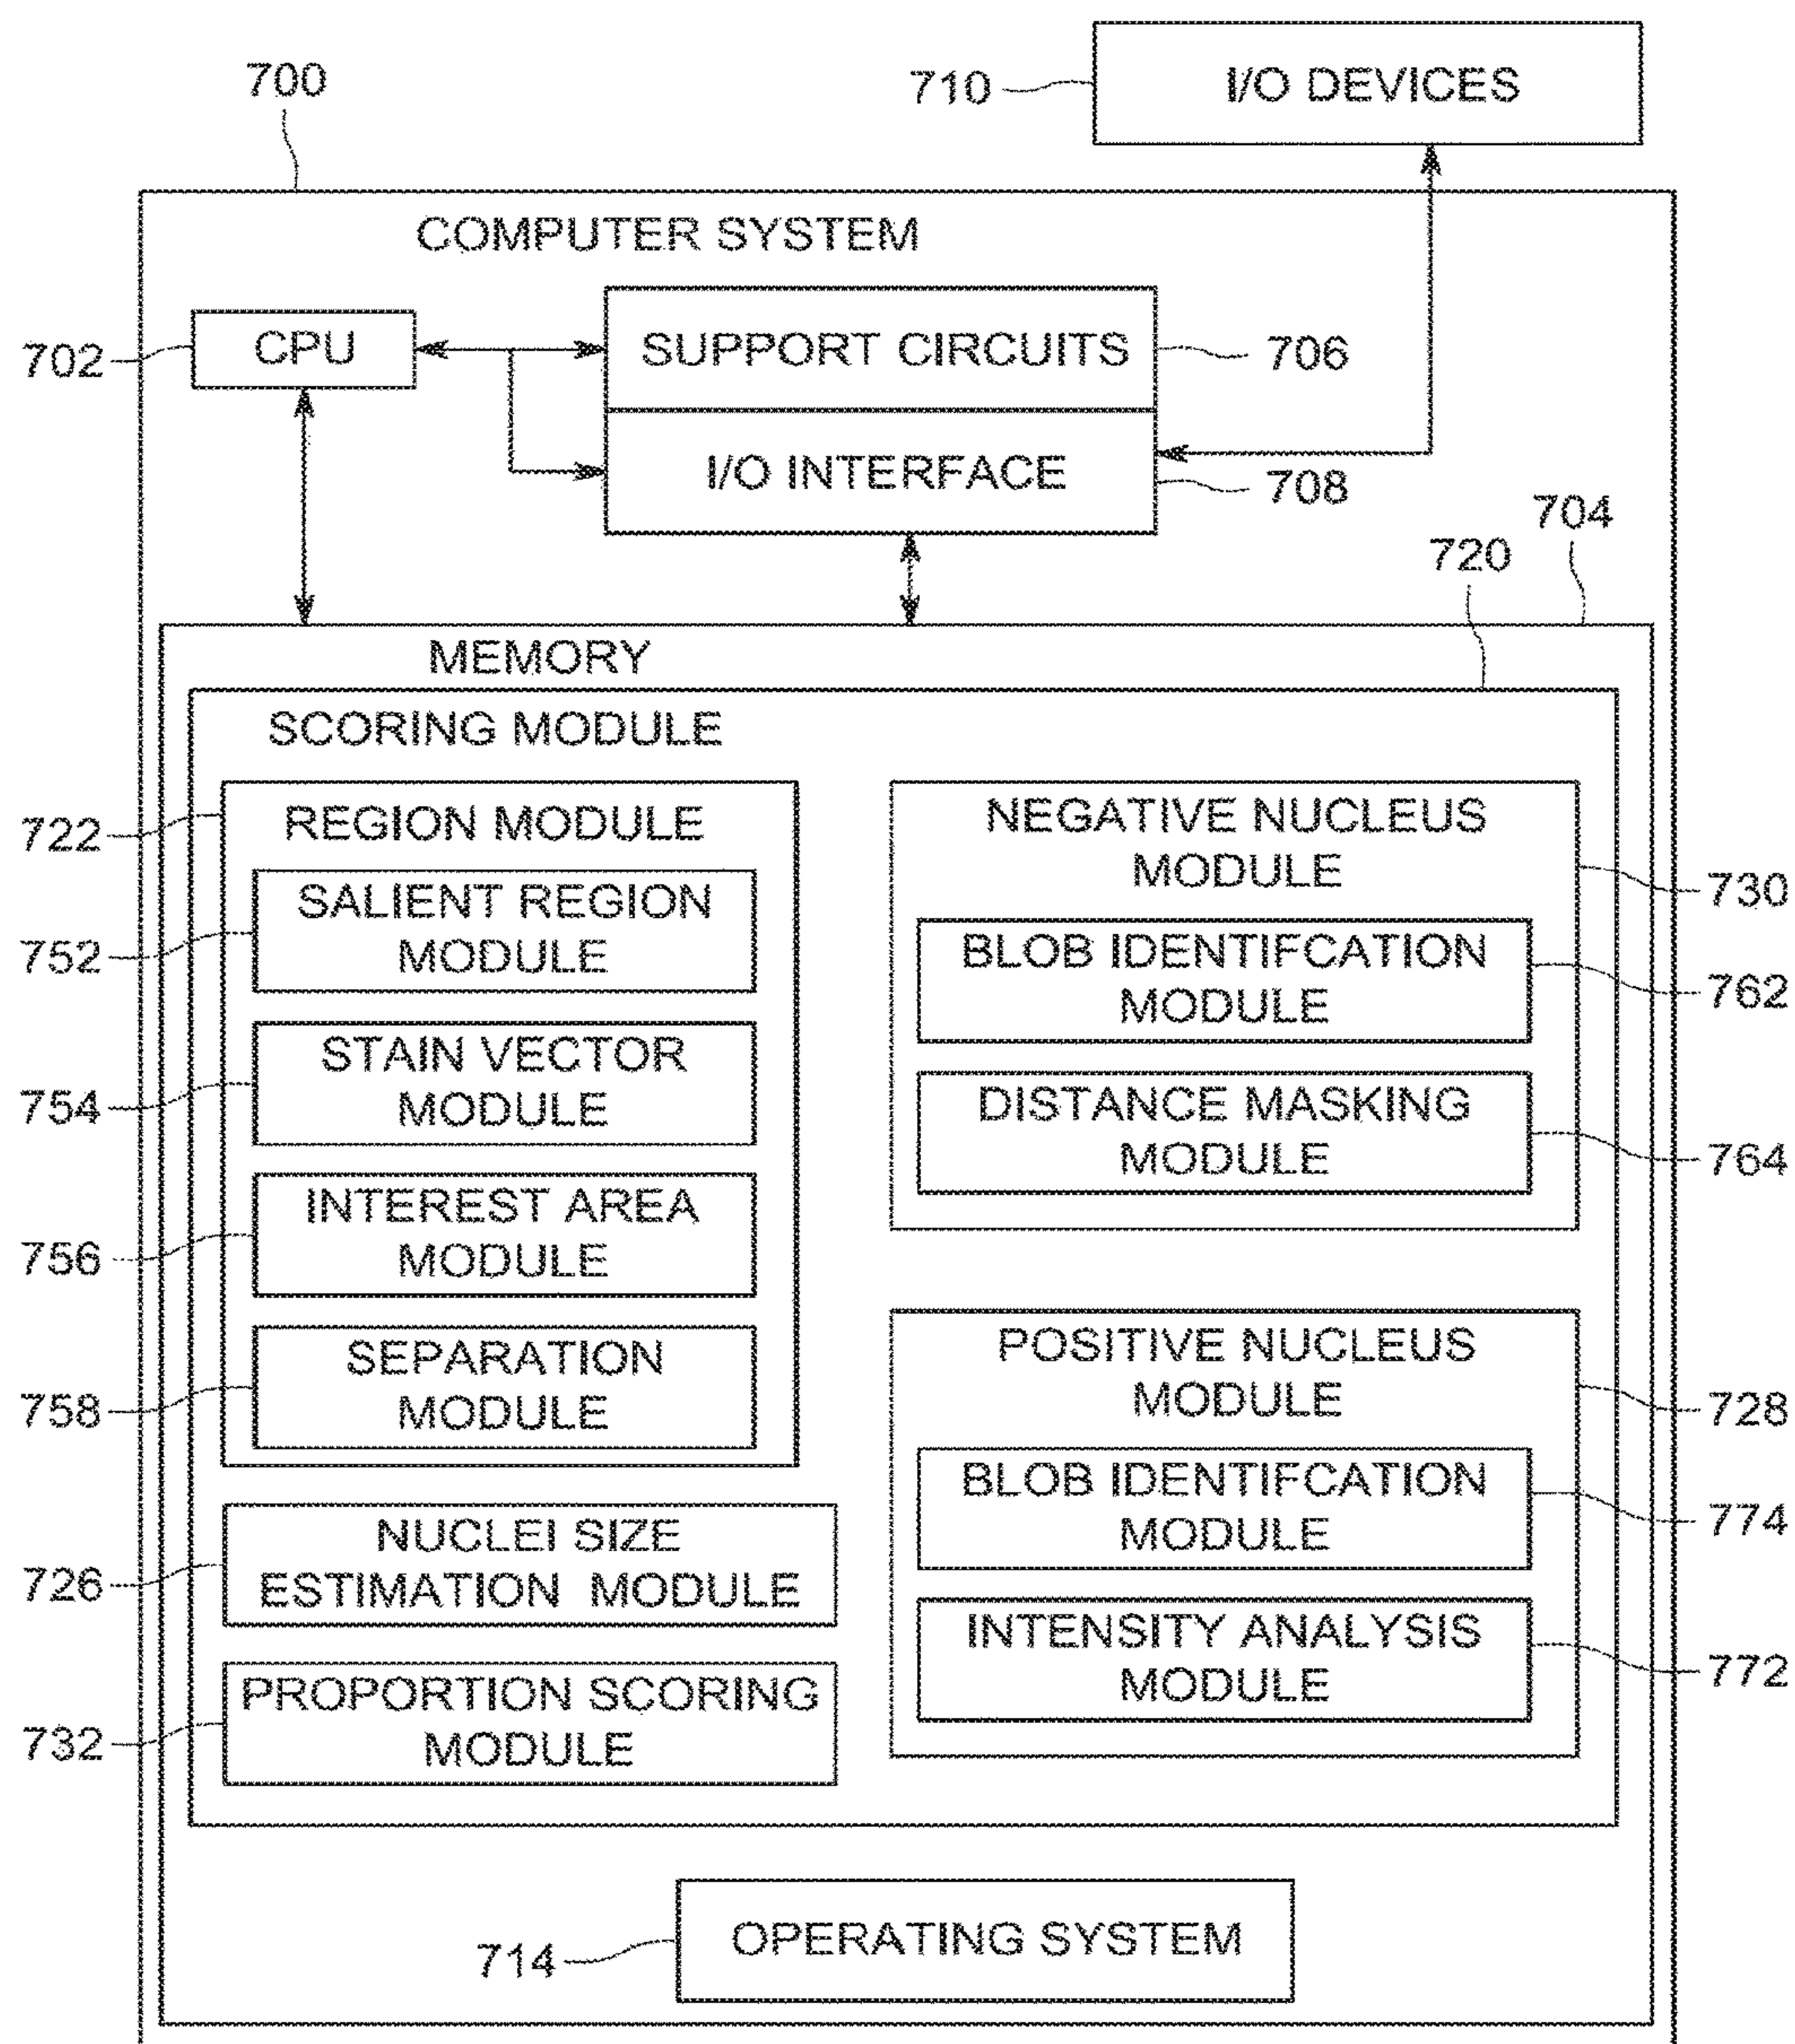 700
710
I/O DEVICES
COMPUTER SYSTEM
702
CPU
SUPPORT CIRCUITS
706
I/O INTERFACE
708
704
720
MEMORY
SCORING MODULE
722
REGION MODULE
752
SALIENT REGION
MODULE
754
STAIN VECTOR
MODULE
756
INTEREST AREA
MODULE
758
SEPARATION
MODULE
726
NUCLEI SIZE
ESTIMATION MODULE
732
PROPORTION SCORING
MODULE
NEGATIVE NUCLEUS
MODULE
730
BLOB IDENTIFCATION
MODULE
762
DISTANCE MASKING
MODULE
764
POSITIVE NUCLEUS
MODULE
728
BLOB IDENTIFCATION
MODULE
774
INTENSITY ANALYSIS
MODULE
772
714
OPERATING SYSTEM